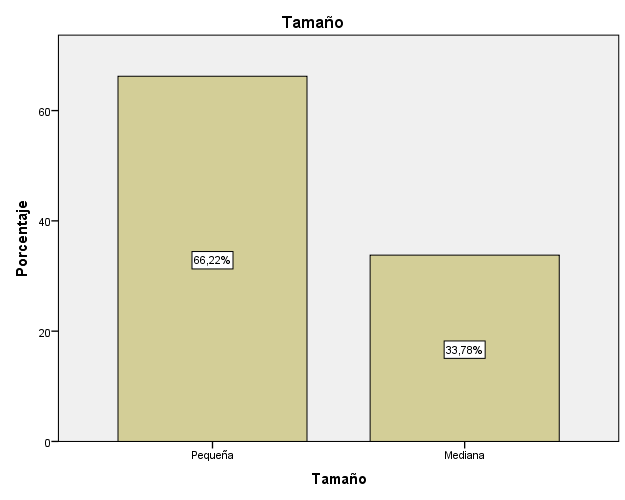 Tamaño
Porcentaje
60
40
20
0
66,22%
33,78%
Pequeña
Mediana
Tamaño